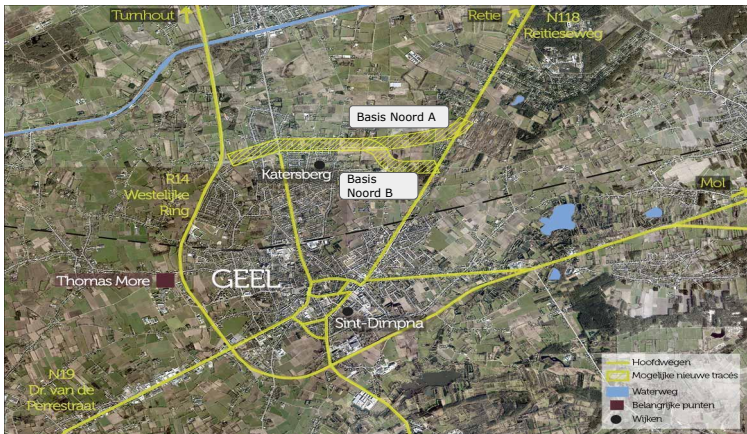 Turnhout
Retie
N118
Reitieseweg
Basis Noord A
Katersberg
Basis
Noord B
R14
Westelijke
Ring
Mol
Thomas More
GEEL
Sint-Dimpna
N19
Dr. van de
Perrestraat
Hoofdwegen
Mogelijke nieuwe tracés
Waterweg
Belangrijke punten
Wijken